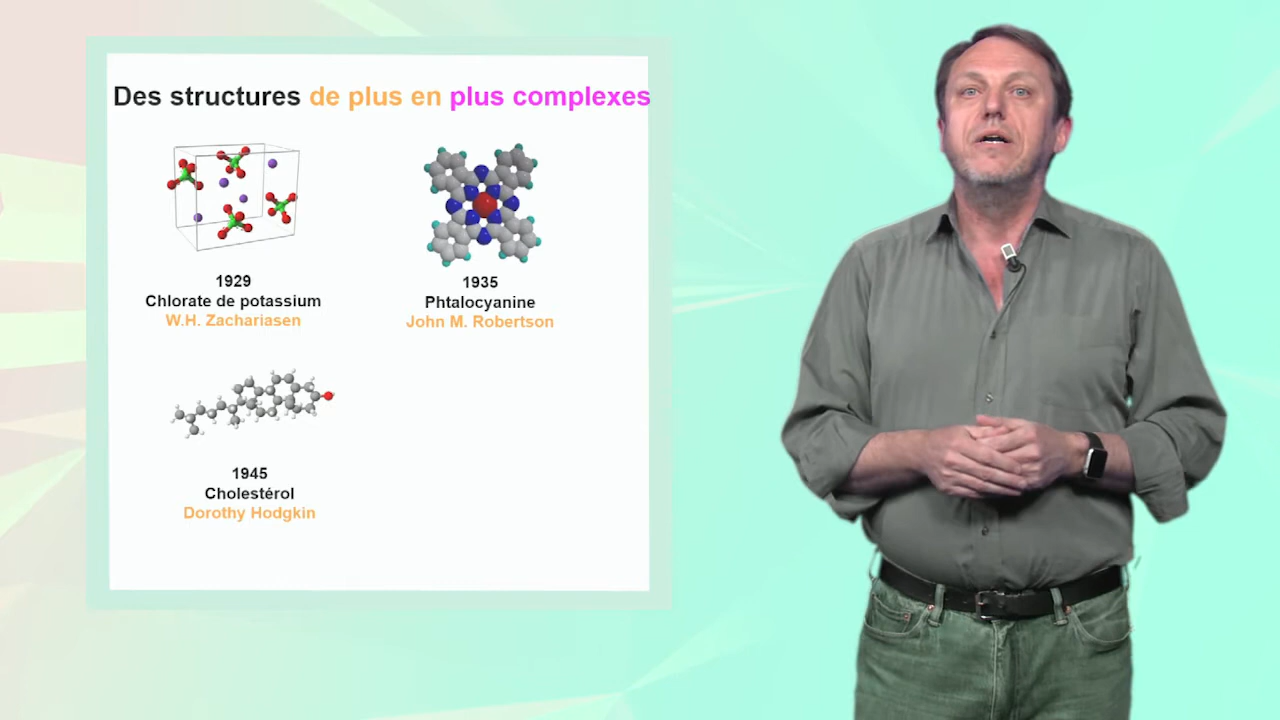 Des structures de plus en plus complexes
1929
Chlorate de potassium
W.H. Zachariasen
1935
Phtalocyanine
John M. Robertson
1945
Cholestérol
Dorothy Hodgkin